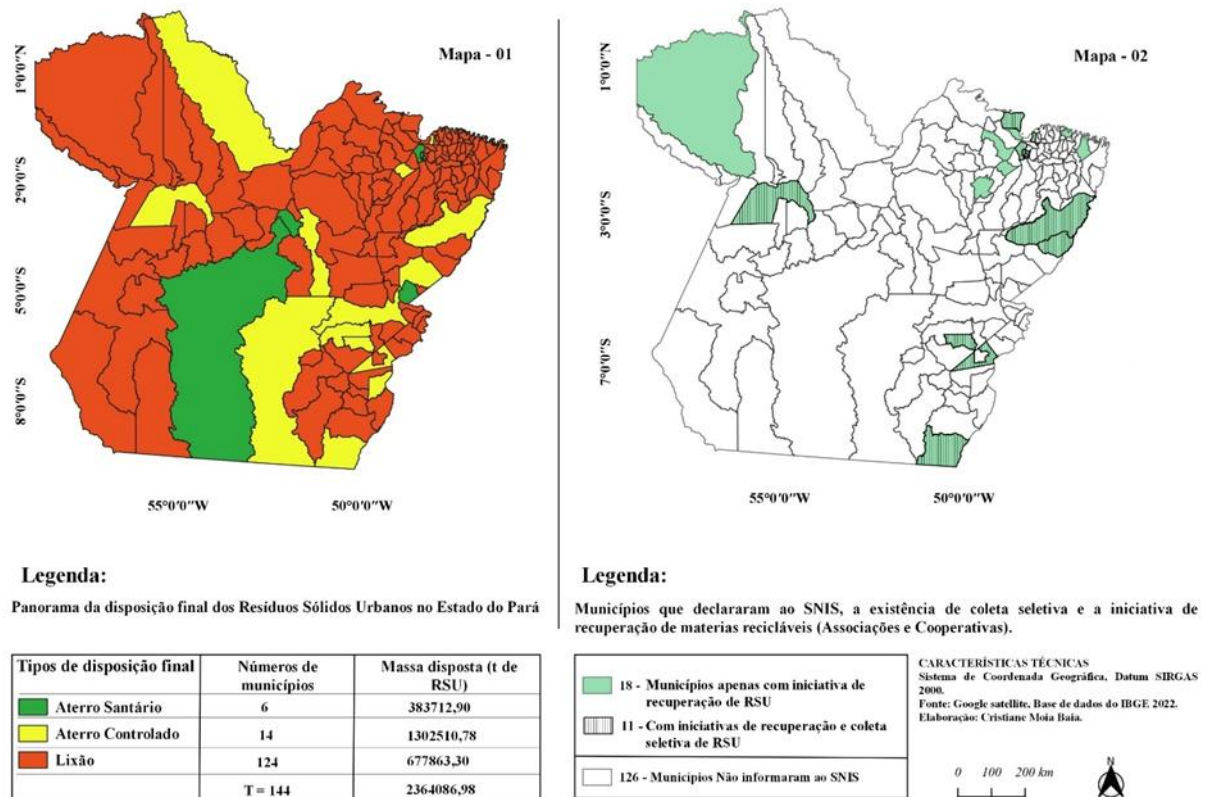 Mapa - 01
1°0'0"N
2°0'0"S
5°0'0"S
8°0'0"S
55°0'0"W
50°0'0"W
Legenda:
Panorama da disposição final dos Resíduos Sólidos Urbanos no Estado do Pará
Tipos de disposição final
Números de municípios
Massa disposta (t de RSU)
Aterro Santário
6
383712,90
Aterro Controlado
14
1302510,78
Lixão
124
677863,30
T = 144
2364086,98
Mapa - 02
1°0'0"N
3°0'0"S
7°0'0"S
55°0'0"W
50°0'0"W
Legenda:
Municípios que declararam ao SNIS, a existência de coleta seletiva e a iniciativa de
recuperação de materias recicláveis (Associações e Cooperativas).
18 - Municípios apenas com iniciativa de
recuperação de RSU
11 - Com iniciativas de recuperação e coleta
seletiva de RSU
126 - Municípios Não informaram ao SNIS
CARACTERÍSTICAS TÉCNICAS
Sistema de Coordenada Geográfica, Datum SIRGAS
2000.
Fonte: Google satellite, Base de dados do IBGE 2022.
Elaboração: Cristiane Moia Baia.
0 100 200 km
N